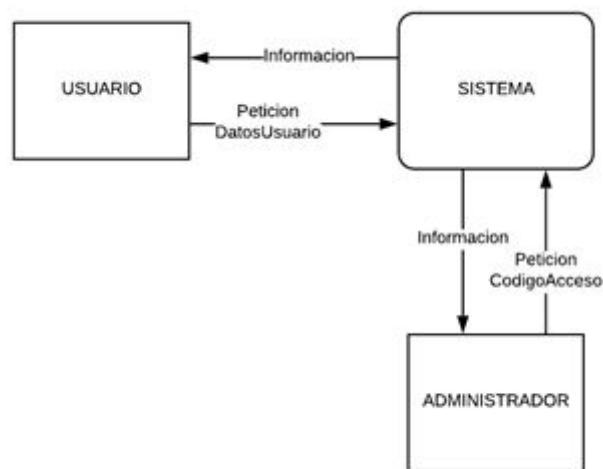 Informacion
USUARIO
SISTEMA
Peticion
DatosUsuario
Informacion
Peticion
CodigoAcceso
ADMINISTRADOR